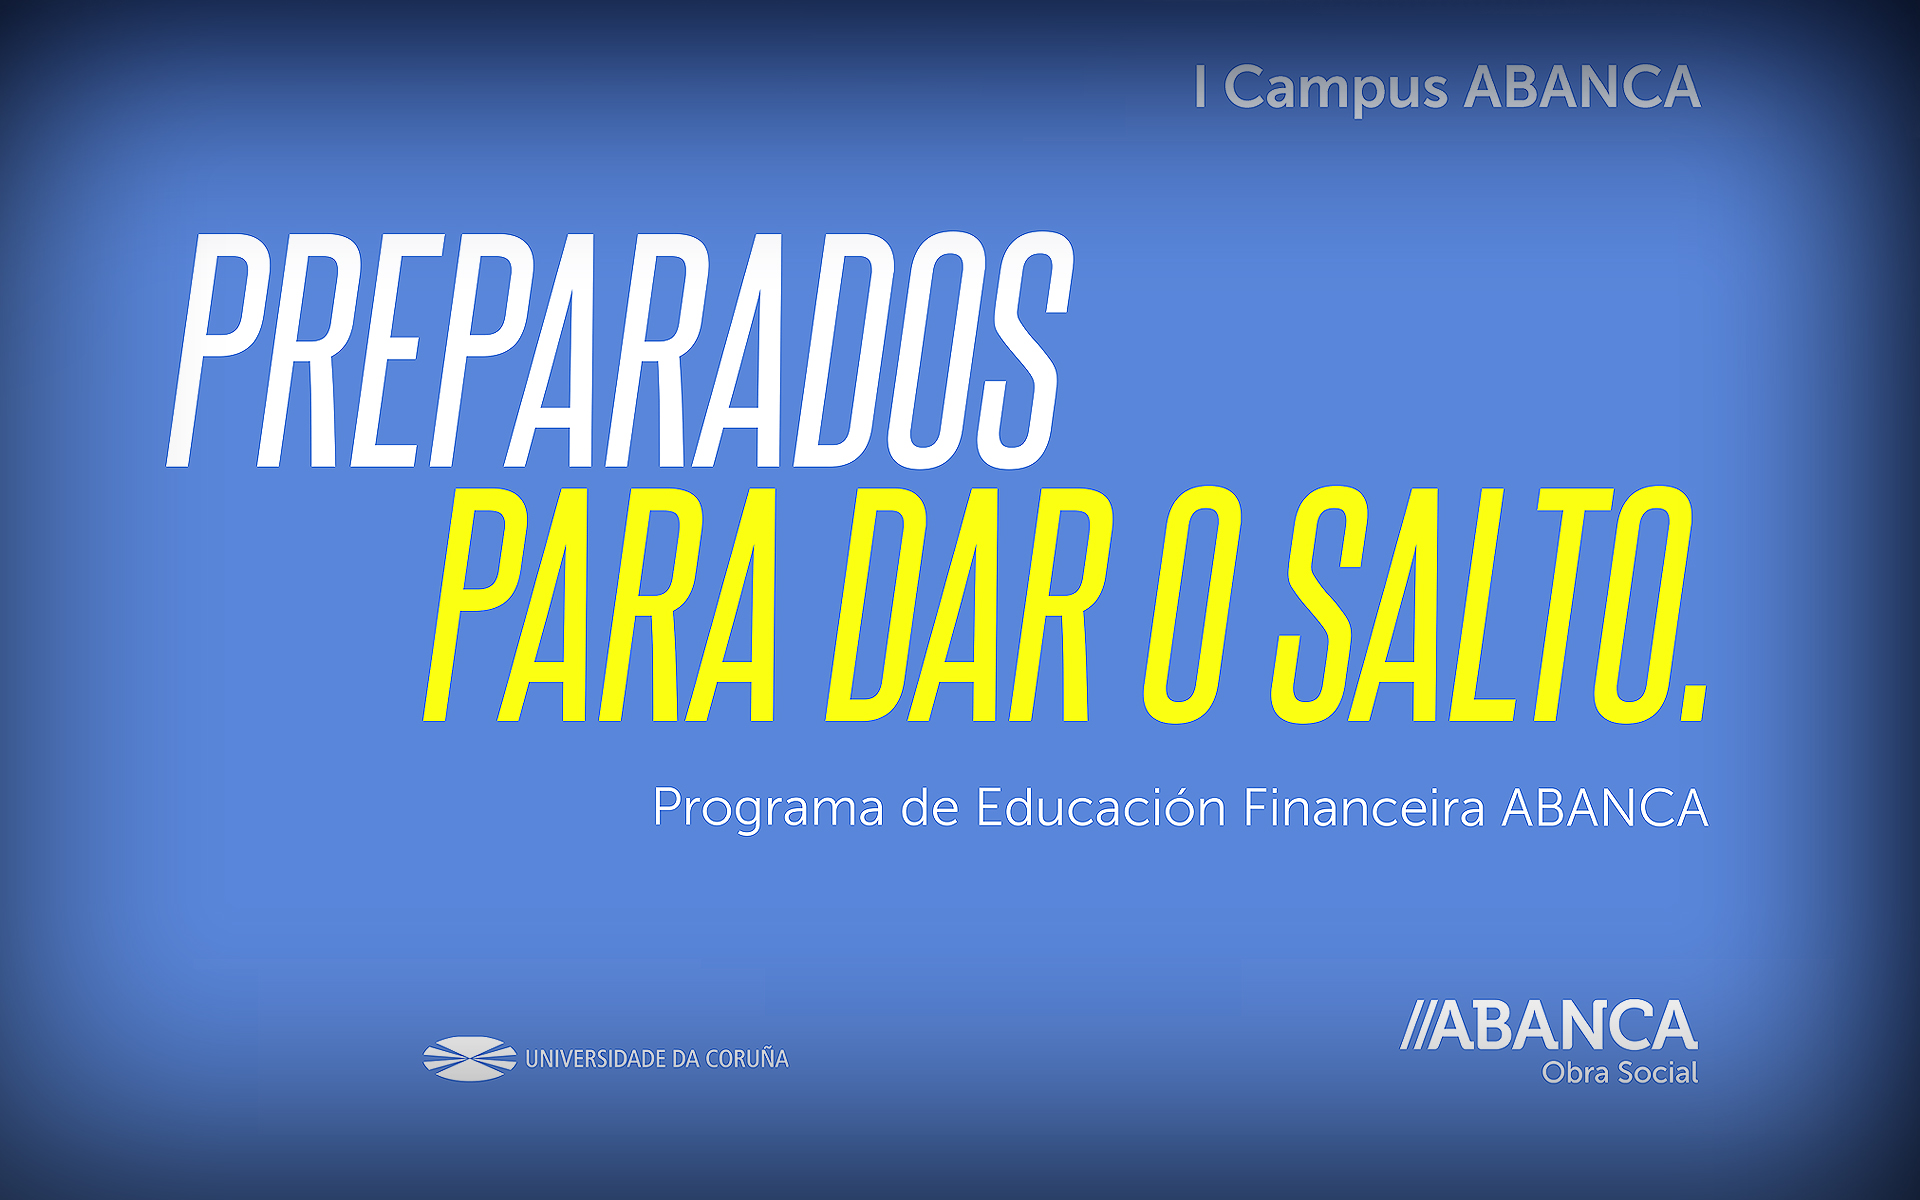 I Campus ABANCA
PREPARADOS
PARA DAR O SALTO.
Programa de Educación Financeira ABANCA
UNIVERSIDADE DA CORUÑA
ABANCA
Obra Social